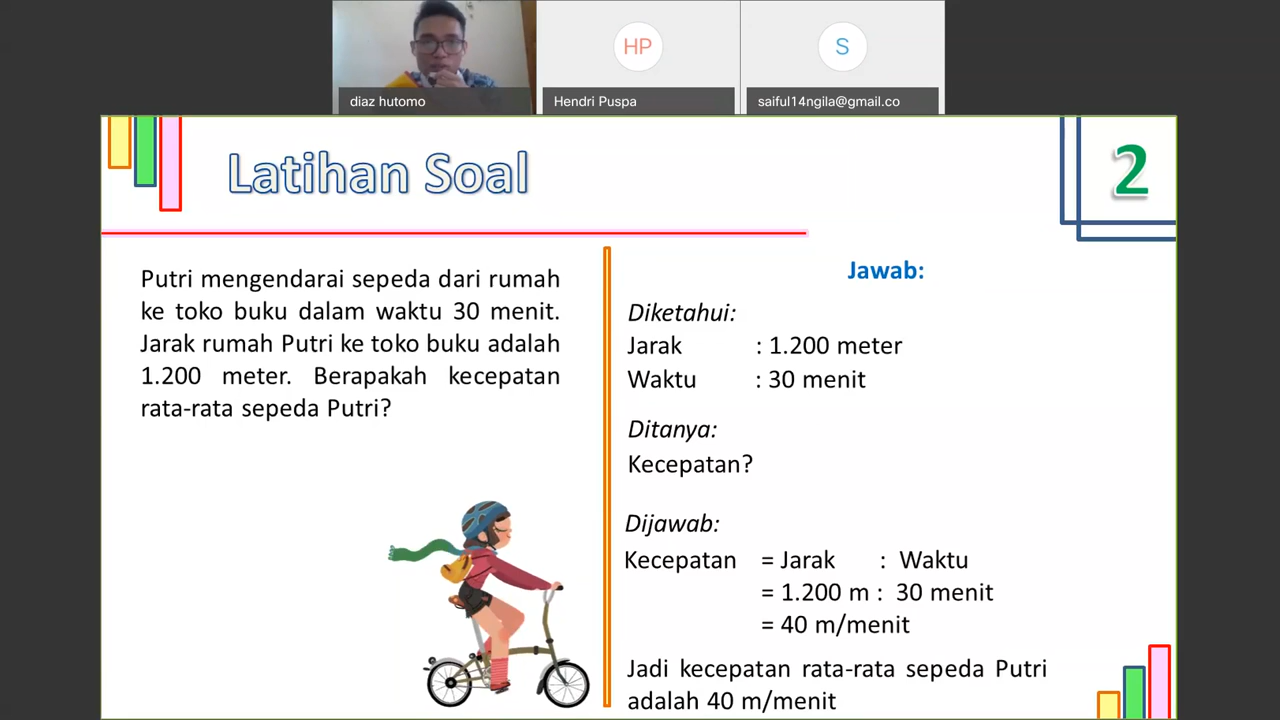 HP
S
diaz hutomo
Hendri Puspa
saiful14ngila@gmail.co
Latihan Soal
2
Putri mengendarai sepeda dari rumah
ke toko buku dalam waktu 30 menit.
Jarak rumah Putri ke toko buku adalah
1.200 meter. Berapakah kecepatan
rata-rata sepeda Putri?
Jawab:
Diketahui:
Jarak : 1.200 meter
Waktu : 30 menit
Ditanya:
Kecepatan?
Dijawab:
Kecepatan = Jarak : Waktu
= 1.200 m : 30 menit
= 40 m/menit
Jadi kecepatan rata-rata sepeda Putri
adalah 40 m/menit